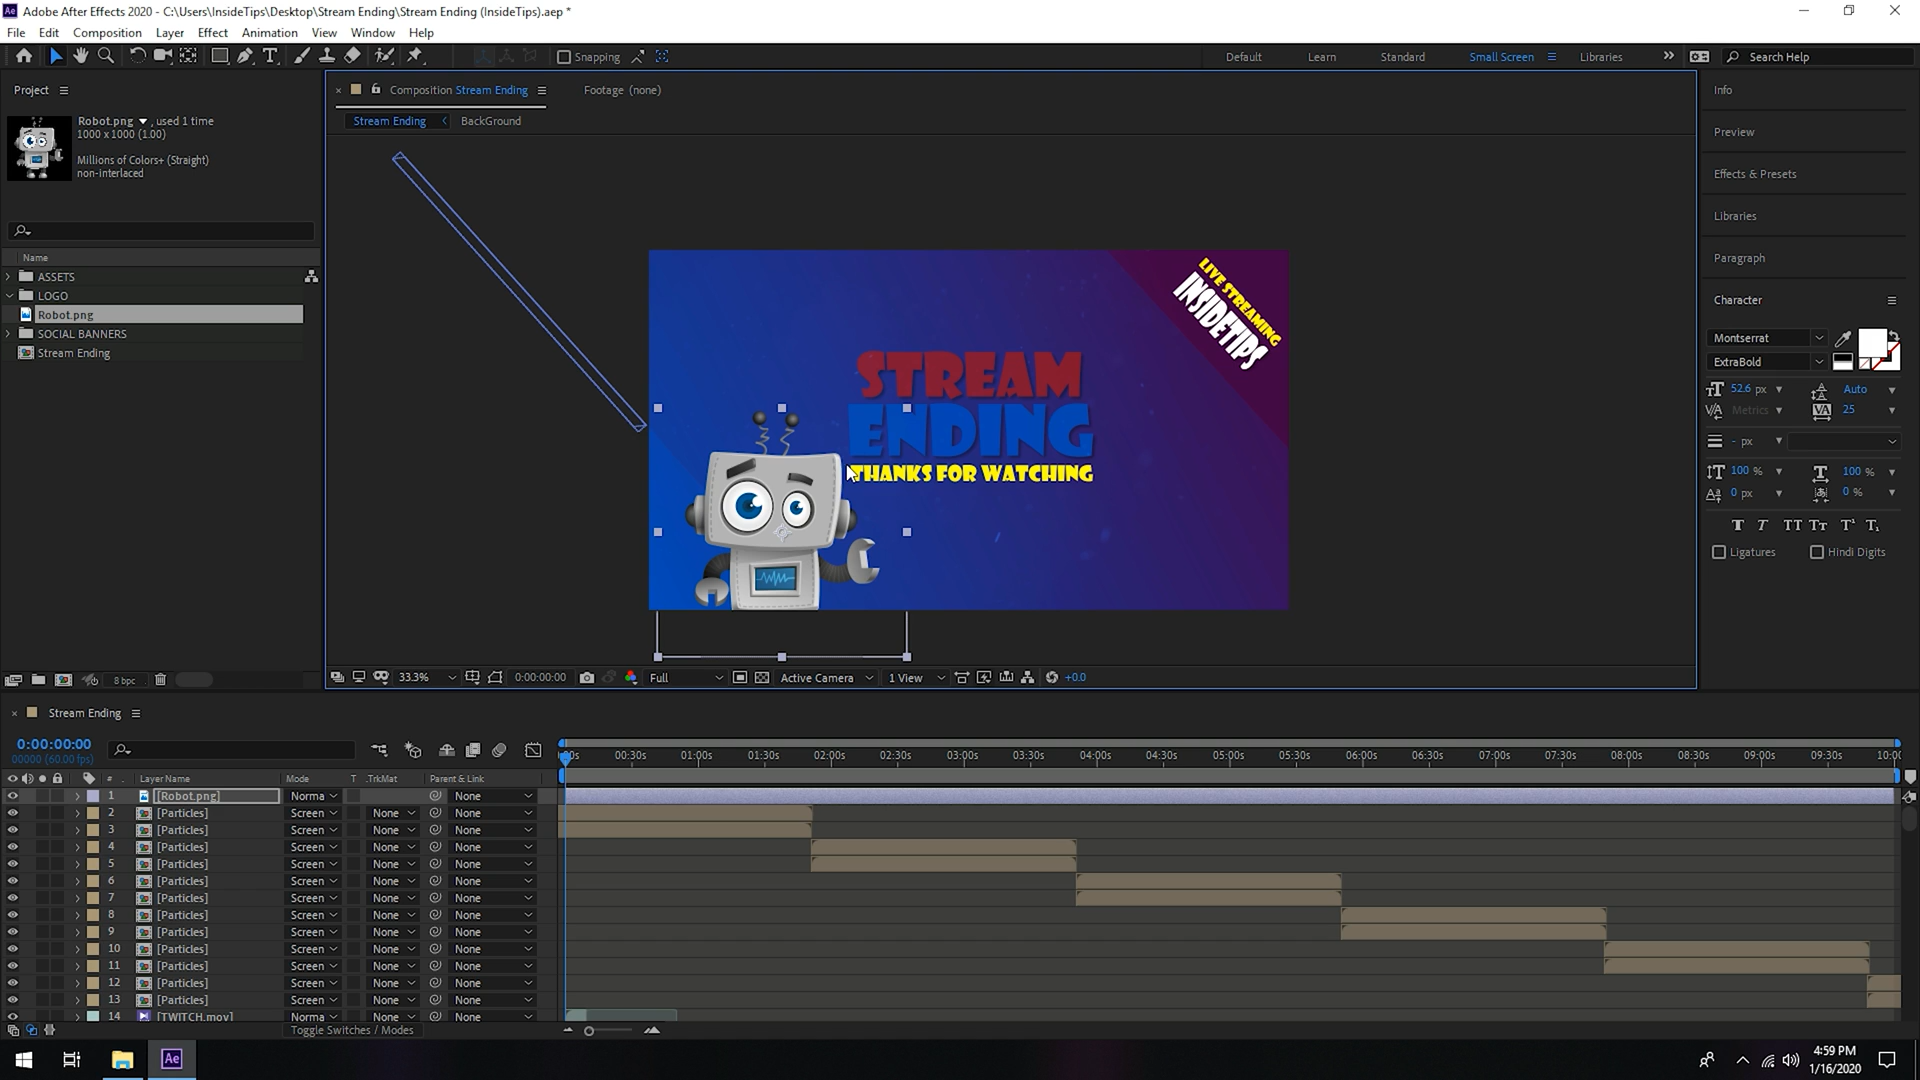 Ae Adobe After Effects 2020 - C:\Users\InsideTips\Desktop\Stream Ending\Stream Ending (InsideTips).aep *
File Edit Composition Layer Effect Animation View Window Help
Snapping
Default Learn Standard Small Screen Libraries Search Help
Project
Robot.png , used 1 time
1000 x 1000 (1.00)
Millions of Colors+ (Straight)
non-interlaced
Name
ASSETS
LOGO
Robot.png
SOCIAL BANNERS
Stream Ending
8 bpc
Composition Stream Ending
Footage (none)
Stream Ending BackGround
LIVE STREAMING
INSIDETIPS
STREAM
ENDING
THANKS FOR WATCHING
33.3% 0:00:00:00 Full Active Camera 1 View +0.0
Info
Preview
Effects & Presets
Libraries
Paragraph
Character
Montserrat
ExtraBold
52.6 px Auto
Metrics 25
- px
100 % 100 %
0 px 0 %
T T TT Tt T¹ T₁
Ligatures Hindi Digits
Stream Ending
0:00:00:00
00000 (60.00 fps)
00:30s 01:00s 01:30s 02:00s 02:30s 03:00s 03:30s 04:00s 04:30s 05:00s 05:30s 06:00s 06:30s 07:00s 07:30s 08:00s 08:30s 09:00s 09:30s 10:0
# Layer Name Mode T .TrkMat Parent & Link
1 [Robot.png] Norma None
2 [Particles] Screen None None
3 [Particles] Screen None None
4 [Particles] Screen None None
5 [Particles] Screen None None
6 [Particles] Screen None None
7 [Particles] Screen None None
8 [Particles] Screen None None
9 [Particles] Screen None None
10 [Particles] Screen None None
11 [Particles] Screen None None
12 [Particles] Screen None None
13 [Particles] Screen None None
14 [TWITCH.mov] Norma None None
Toggle Switches / Modes
Ae
4:59 PM
1/16/2020